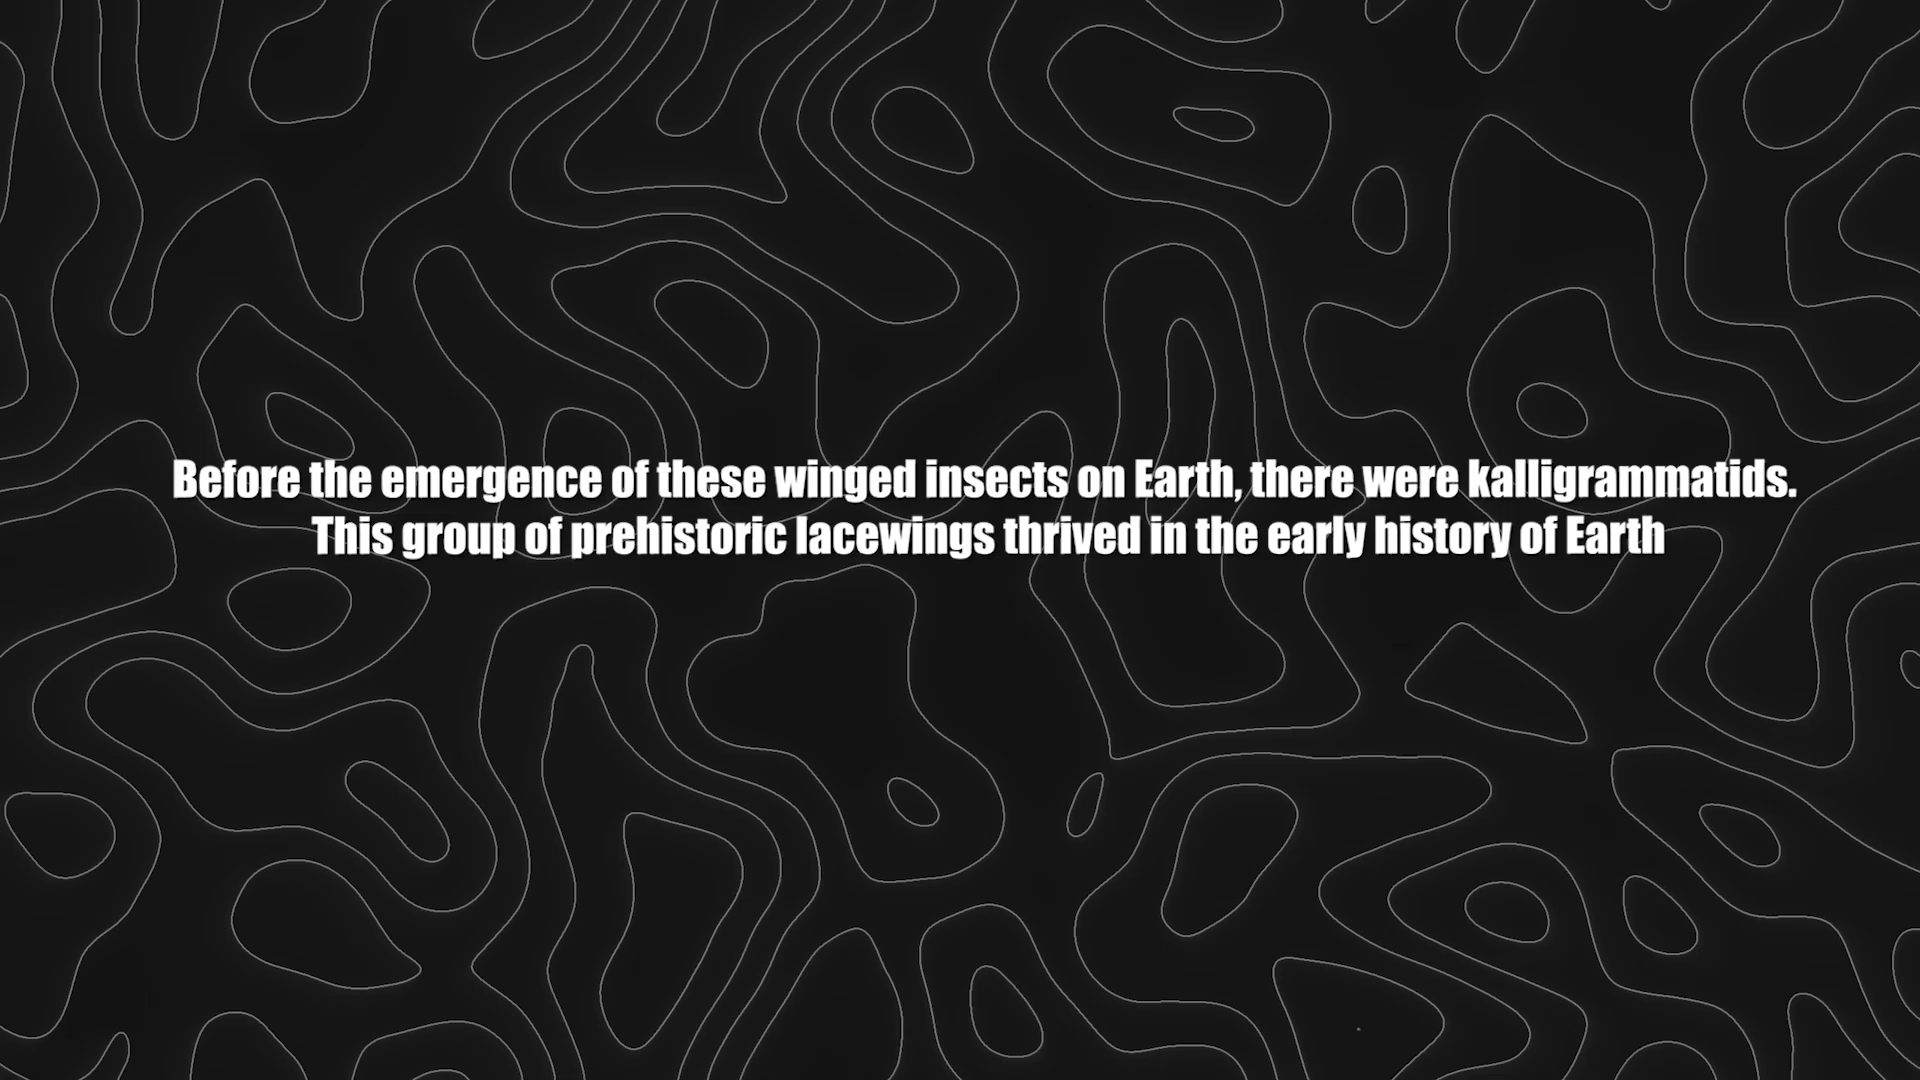 Before the emergence of these winged insects on Earth, there were kalligrammatids.
This group of prehistoric lacewings thrived in the early history of Earth